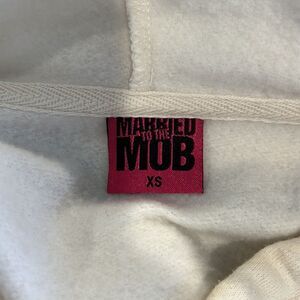 MARRIED
TO THE
MOB
XS